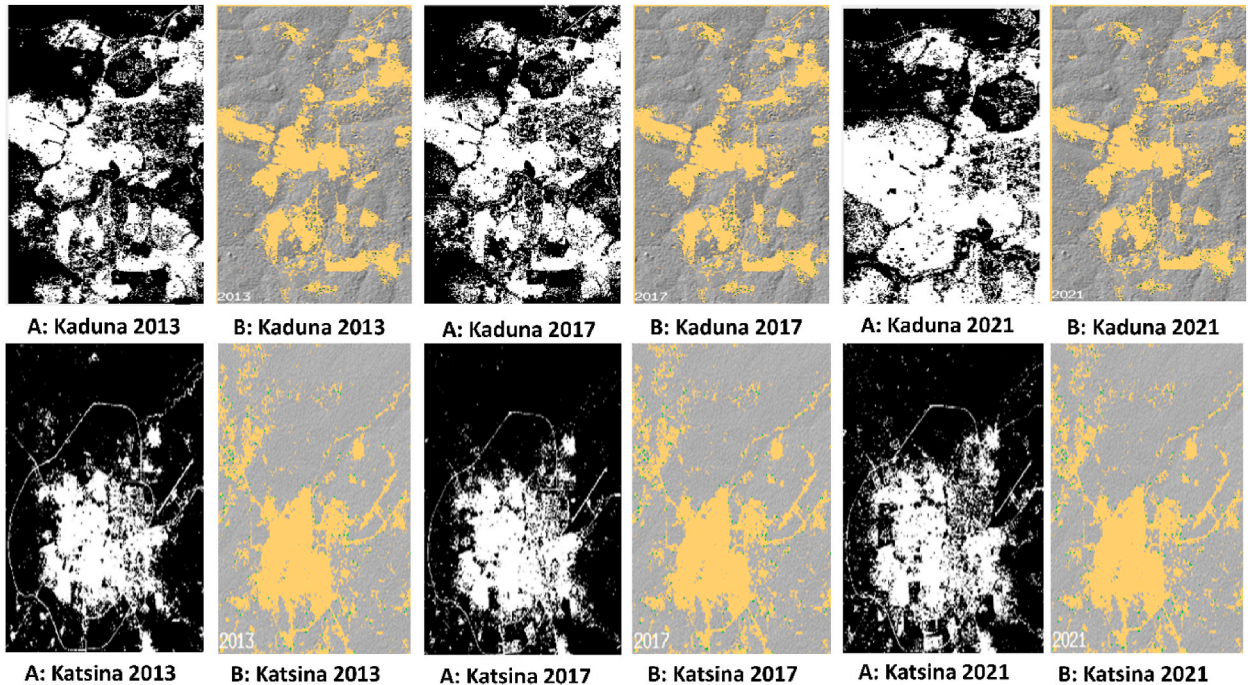 2013
2017
2021
A: Kaduna 2013
B: Kaduna 2013
A: Kaduna 2017
B: Kaduna 2017
A: Kaduna 2021
B: Kaduna 2021
2013
2017
2021
A: Katsina 2013
B: Katsina 2013
A: Katsina 2017
B: Katsina 2017
A: Katsina 2021
B: Katsina 2021